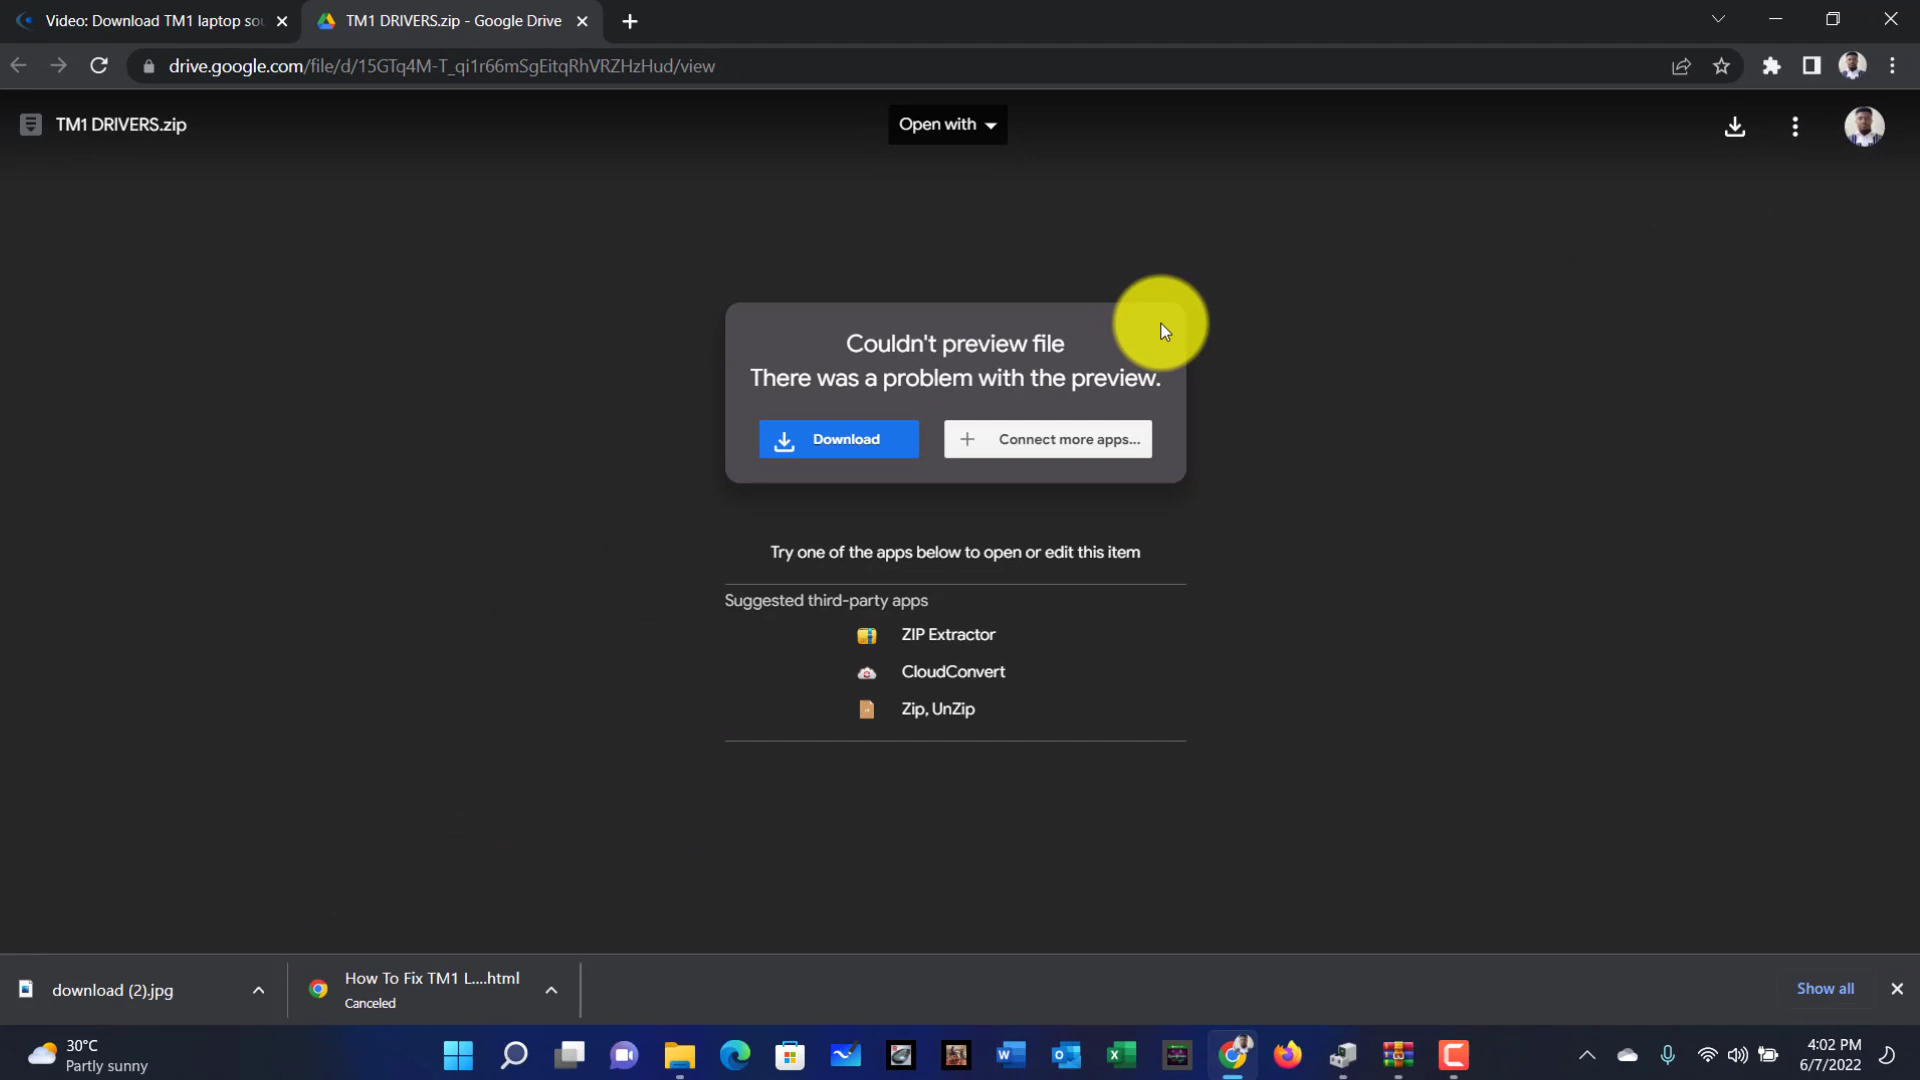 Video: Download TM1 laptop sou
TM1 DRIVERS.zip - Google Drive
drive.google.com/file/d/15GTq4M-T_qi1r66mSgEitqRhVRZHzHud/view
TM1 DRIVERS.zip
Open with
Couldn't preview file
There was a problem with the preview.
Download
Connect more apps...
Try one of the apps below to open or edit this item
Suggested third-party apps
ZIP Extractor
CloudConvert
Zip, UnZip
download (2).jpg
How To Fix TM1 L....html
Canceled
Show all
30°C
Partly sunny
4:02 PM
6/7/2022